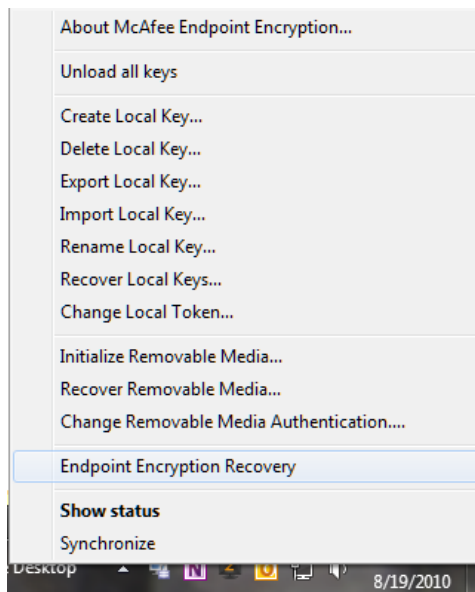 About McAfee Endpoint Encryption...
Unload all keys
Create Local Key...
Delete Local Key...
Export Local Key...
Import Local Key...
Rename Local Key...
Recover Local Keys...
Change Local Token...
Initialize Removable Media...
Recover Removable Media...
Change Removable Media Authentication....
Endpoint Encryption Recovery
Show status
Synchronize
Desktop
8/19/2010